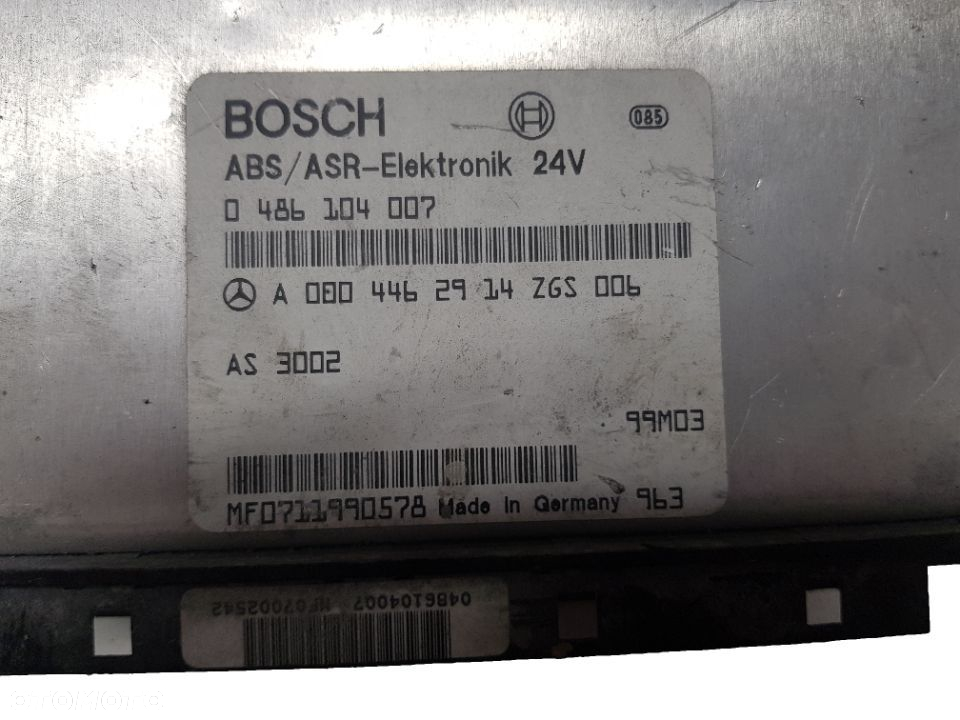 BOSCH
085
ABS/ASR-Elektronik 24V
0 486 104 007
A 000 446 29 14 ZGS 006
AS 3002
99M03
MF0711990578 Made in Germany 963
0486104007 MF07002542